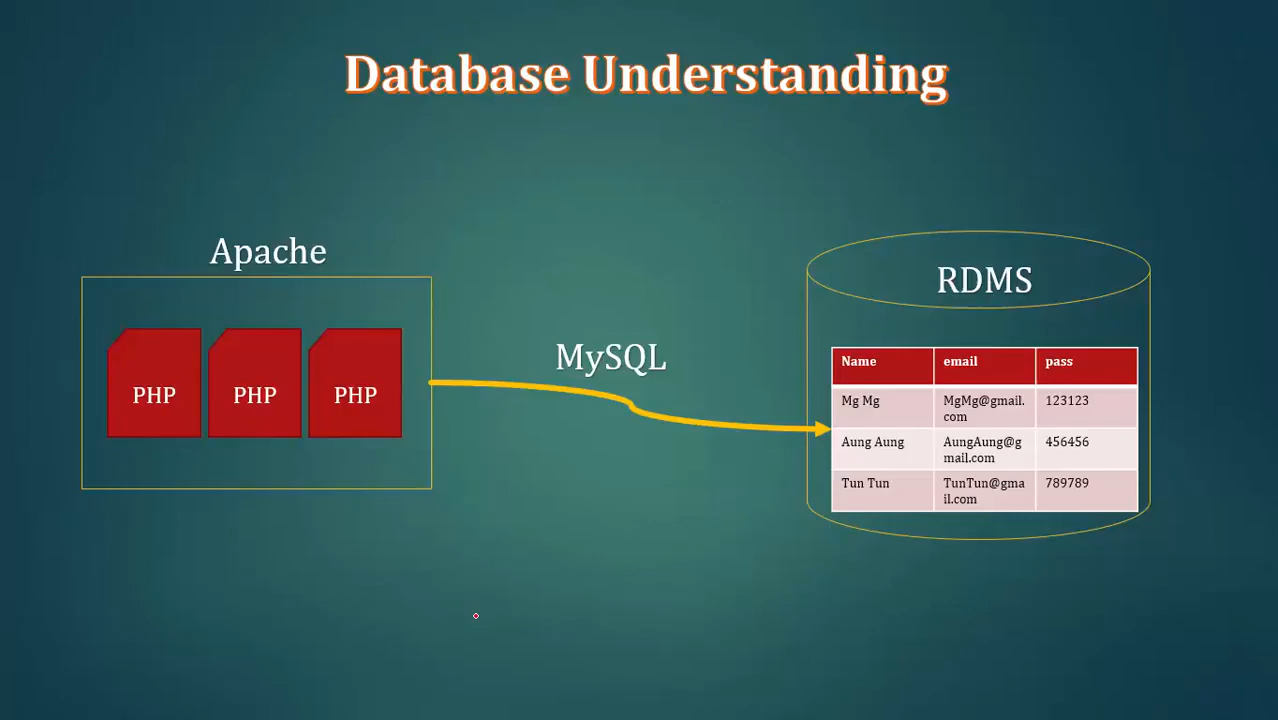 Database Understanding
Apache
PHP PHP PHP
MySQL
RDMS
Name email pass
Mg Mg MgMg@gmail. 123123
com
Aung Aung AungAung@g 456456
mail.com
Tun Tun TunTun@gma 789789
il.com